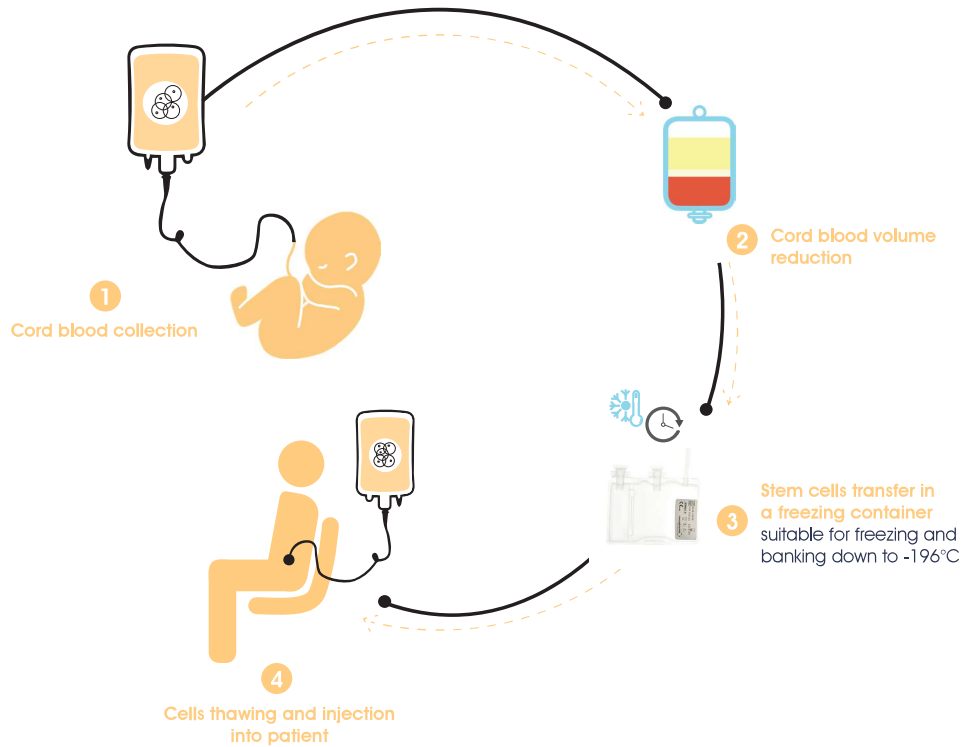 1
Cord blood collection
2
Cord blood volume
reduction
3
Stem cells transfer in
a freezing container
suitable for freezing and
banking down to -196°C
4
Cells thawing and injection
into patient